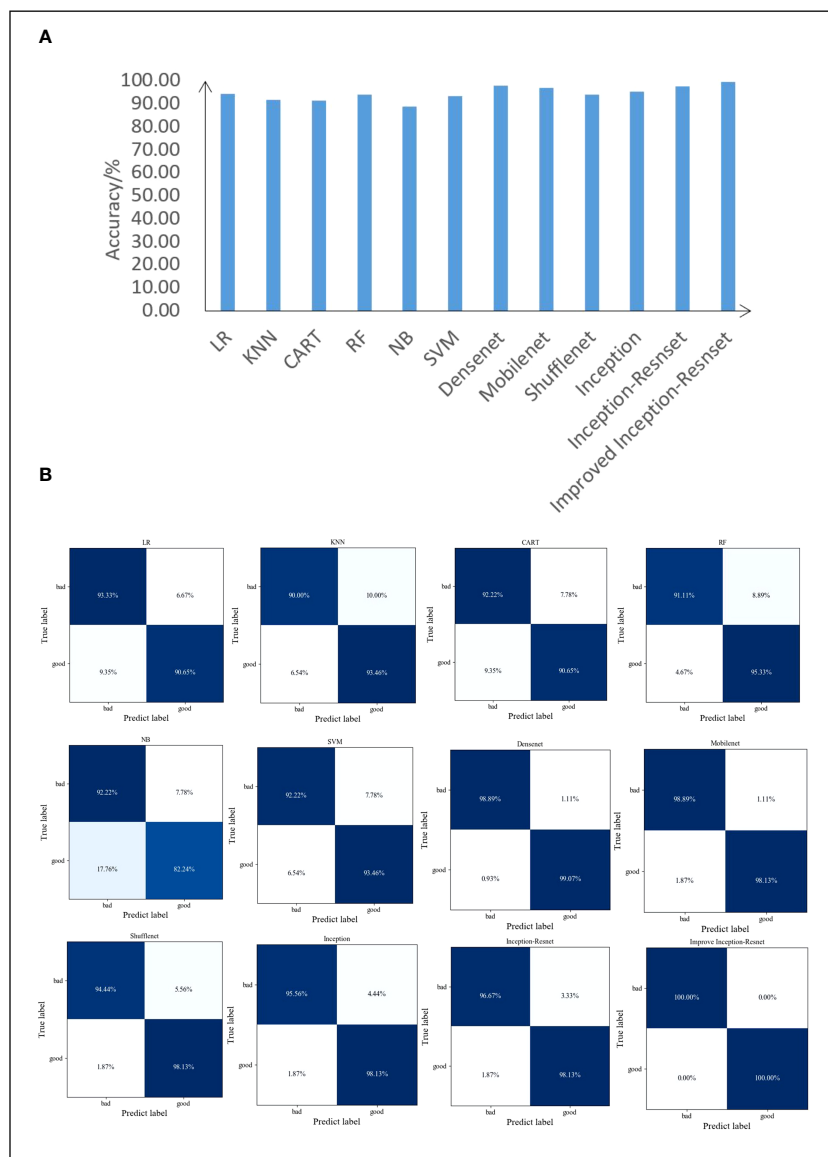 A
100.00
90.00
80.00
70.00
60.00
50.00
40.00
30.00
20.00
10.00
0.00
Accuracy/%
LR
KNN
CART
RF
NB
SVM
Densenet
Mobilenet
Shufflenet
Inception
Inception-Resnset
Improved Inception-Resnset
B
LR
True label
bad
93.33%
6.67%
good
9.35%
90.65%
bad
good
Predict label
KNN
True label
bad
90.00%
10.00%
good
6.54%
93.46%
bad
good
Predict label
CART
True label
bad
92.22%
7.78%
good
9.35%
90.65%
bad
good
Predict label
RF
True label
bad
91.11%
8.89%
good
4.67%
95.33%
bad
good
Predict label
NB
True label
bad
92.22%
7.78%
good
17.76%
82.24%
bad
good
Predict label
SVM
True label
bad
92.22%
7.78%
good
6.54%
93.46%
bad
good
Predict label
Densenet
True label
bad
98.89%
1.11%
good
0.93%
99.07%
bad
good
Predict label
Mobilenet
True label
bad
98.89%
1.11%
good
1.87%
98.13%
bad
good
Predict label
Shufflenet
True label
bad
94.44%
5.56%
good
1.87%
98.13%
bad
good
Predict label
Inception
True label
bad
95.56%
4.44%
good
1.87%
98.13%
bad
good
Predict label
Inception-Resnet
True label
bad
96.67%
3.33%
good
1.87%
98.13%
bad
good
Predict label
Improve Inception-Resnet
True label
bad
100.00%
0.00%
good
0.00%
100.00%
bad
good
Predict label